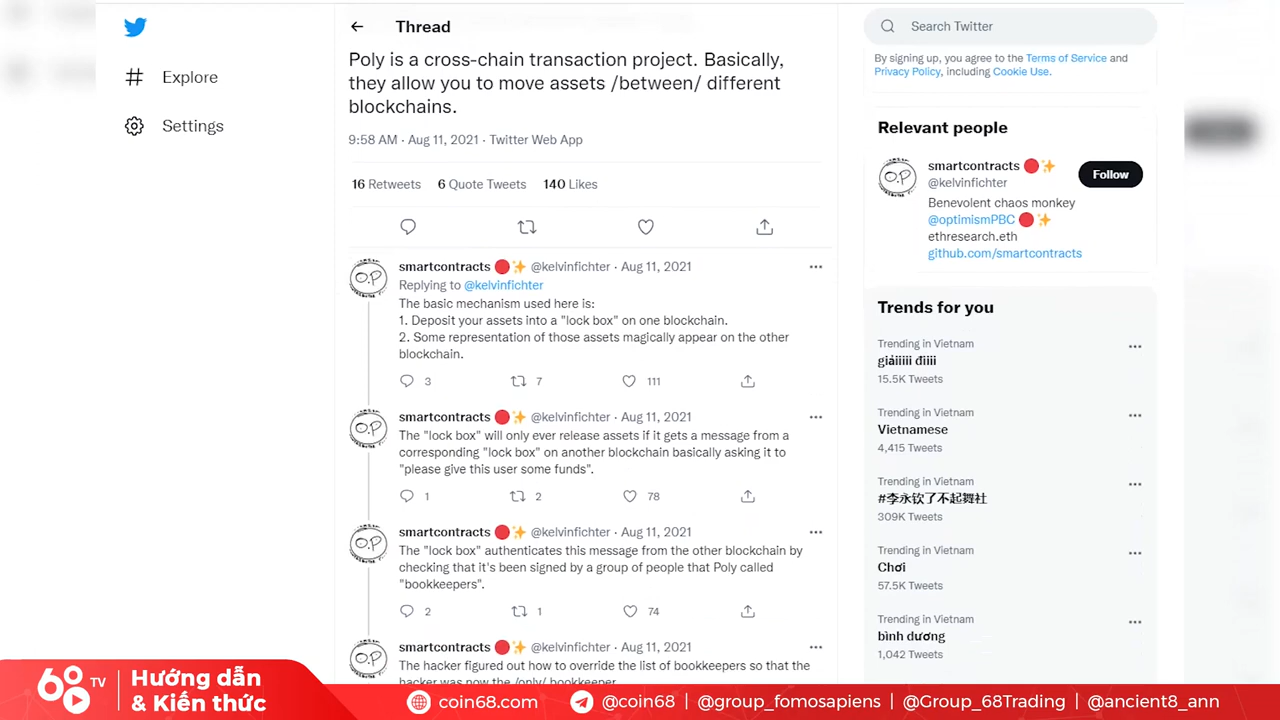 Thread
Search Twitter
Explore
Settings
Poly is a cross-chain transaction project. Basically,
they allow you to move assets /between/ different
blockchains.
9:58 AM · Aug 11, 2021 · Twitter Web App
16 Retweets 6 Quote Tweets 140 Likes
smartcontracts 🔴✨ @kelvinfichter · Aug 11, 2021
Replying to @kelvinfichter
The basic mechanism used here is:
1. Deposit your assets into a "lock box" on one blockchain.
2. Some representation of those assets magically appear on the other
blockchain.
3 7 111
smartcontracts 🔴✨ @kelvinfichter · Aug 11, 2021
The "lock box" will only ever release assets if it gets a message from a
corresponding "lock box" on another blockchain basically asking it to
"please give this user some funds".
1 2 78
smartcontracts 🔴✨ @kelvinfichter · Aug 11, 2021
The "lock box" authenticates this message from the other blockchain by
checking that it's been signed by a group of people that Poly called
"bookkeepers".
2 1 74
smartcontracts 🔴✨ @kelvinfichter · Aug 11, 2021
The hacker figured out how to override the list of bookkeepers so that the
hacker was now the /only/ bookkeeper
By signing up, you agree to the Terms of Service and
Privacy Policy, including Cookie Use.
Relevant people
smartcontracts 🔴✨
@kelvinfichter
Follow
Benevolent chaos monkey
@optimismPBC 🔴✨
ethresearch.eth
github.com/smartcontracts
Trends for you
Trending in Vietnam
giảiiiii điiii
15.5K Tweets
Trending in Vietnam
Vietnamese
4,415 Tweets
Trending in Vietnam
#李永钦了不起舞社
309K Tweets
Trending in Vietnam
Chơi
57.5K Tweets
Trending in Vietnam
bình dương
1,042 Tweets
68 TV
Hướng dẫn
& Kiến thức
coin68.com @coin68 | @group_fomosapiens | @Group_68Trading | @ancient8_ann